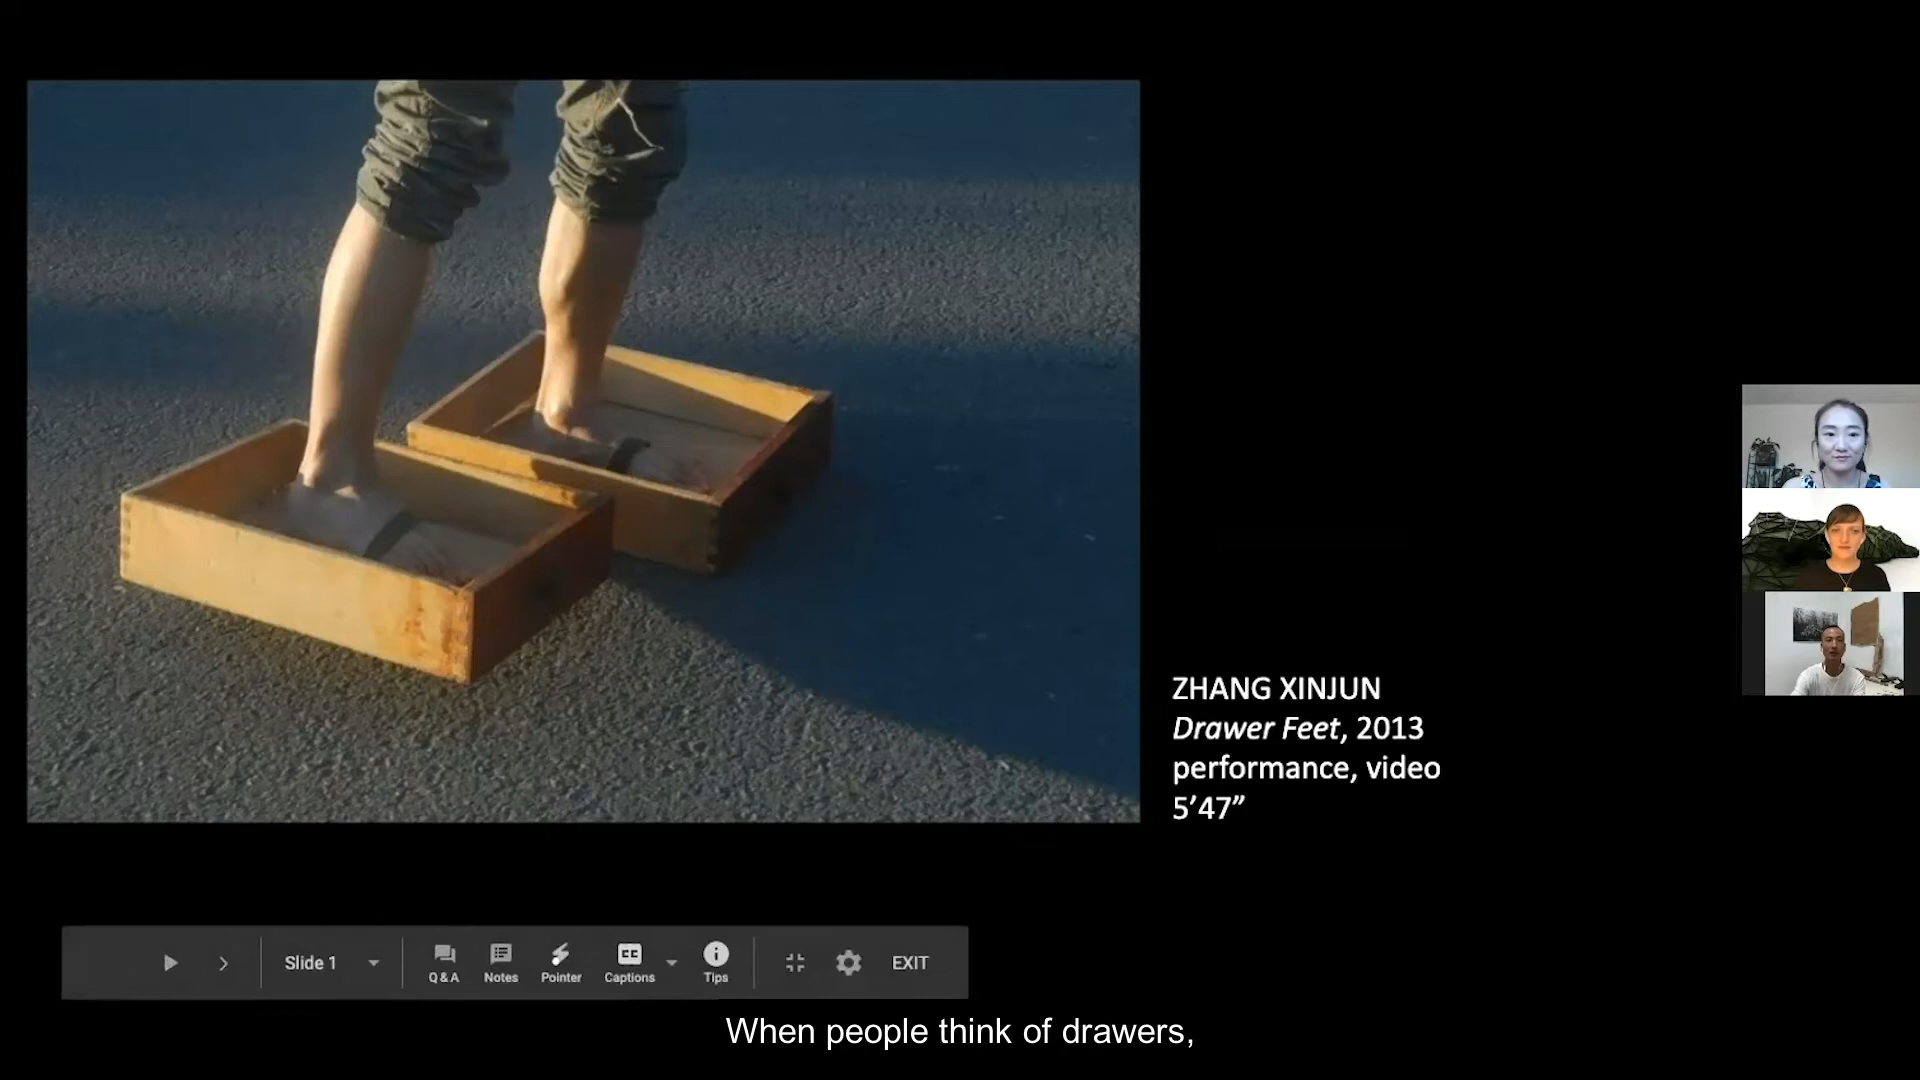 ZHANG XINJUN
Drawer Feet, 2013
performance, video
5’47”
Slide 1
Q&A
Notes
Pointer
CC
Captions
Tips
EXIT
When people think of drawers,